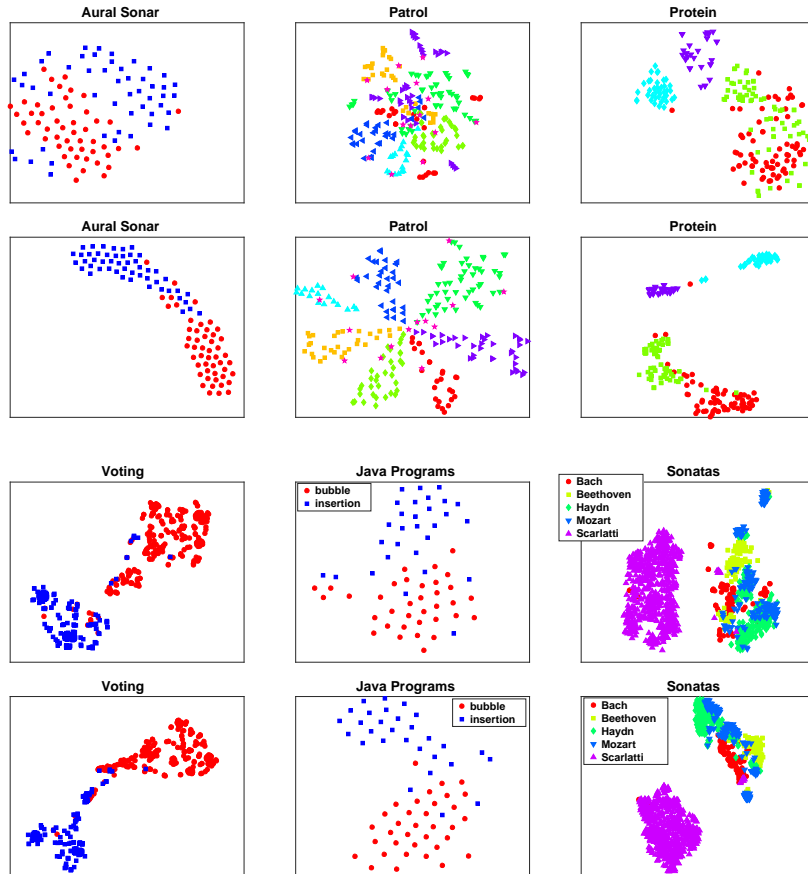 Aural Sonar
Patrol
Protein
Aural Sonar
Patrol
Protein
Voting
Java Programs
Sonatas
bubble
insertion
Bach
Beethoven
Haydn
Mozart
Scarlatti
Voting
Java Programs
Sonatas
bubble
insertion
Bach
Beethoven
Haydn
Mozart
Scarlatti